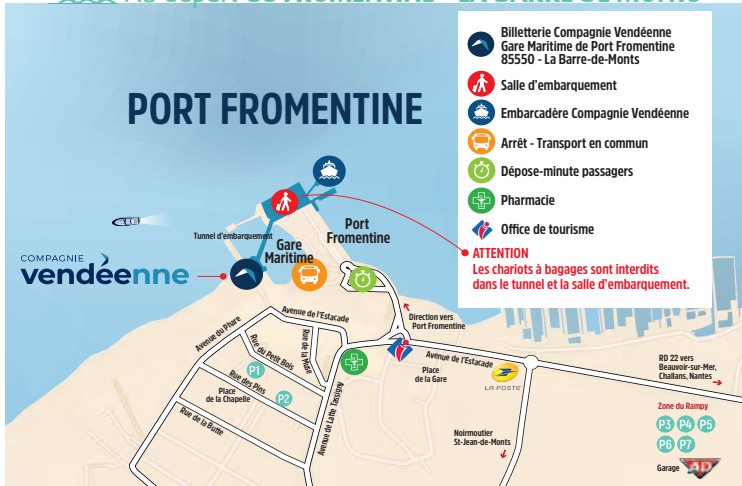 PORT FROMENTINE
Billetterie Compagnie Vendéenne
Gare Maritime de Port Fromentine
85550 - La Barre-de-Monts
Salle d'embarquement
Embarcadère Compagnie Vendéenne
Arrêt - Transport en commun
Dépose-minute passagers
Pharmacie
Office de tourisme
ATTENTION
Les chariots à bagages sont interdits
dans le tunnel et la salle d'embarquement.
Tunnel d'embarquement
Gare
Maritime
Port
Fromentine
COMPAGNIE
vendéenne
Direction vers
Port Fromentine
Avenue de l'Estacade
Avenue du Phare
Rue du Petit Bois
Rue de la Muse
P1
Rue des Pins
P2
Place
de la Chapelle
Rue de la Butte
Avenue de Lattre Tassigny
Avenue de l'Estacade
Place
de la Gare
LA POSTE
Noirmoutier
St-Jean-de-Monts
RD 22 vers
Beauvoir-sur-Mer,
Challans, Nantes
Zone du Rampy
P3 P4 P5
P6 P7
Garage AD